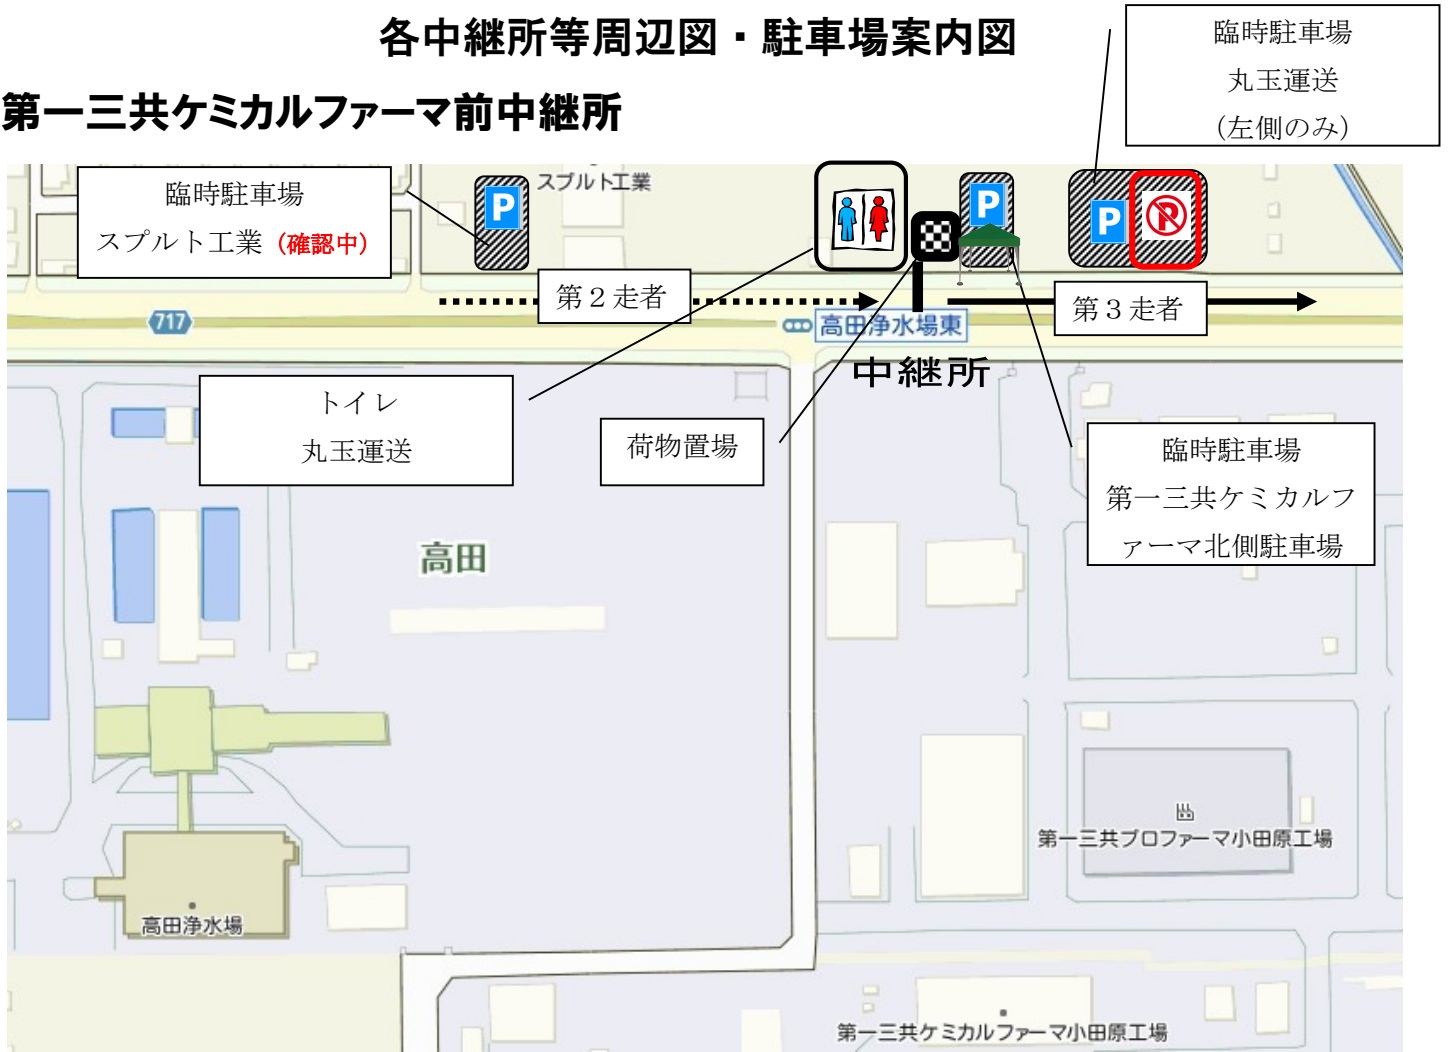 各中継所等周辺図・駐車場案内図
臨時駐車場
丸玉運送
(左側のみ)
第一三共ケミカルファーマ前中継所
臨時駐車場
スプルト工業（確認中）
P
スプルト工業
P
P
P
第２走者
第３走者
717
高田浄水場東
中継所
トイレ
丸玉運送
荷物置場
臨時駐車場
第一三共ケミカルフ
ァーマ北側駐車場
高田
第一三共プロファーマ小田原工場
高田浄水場
第一三共ケミカルファーマ小田原工場